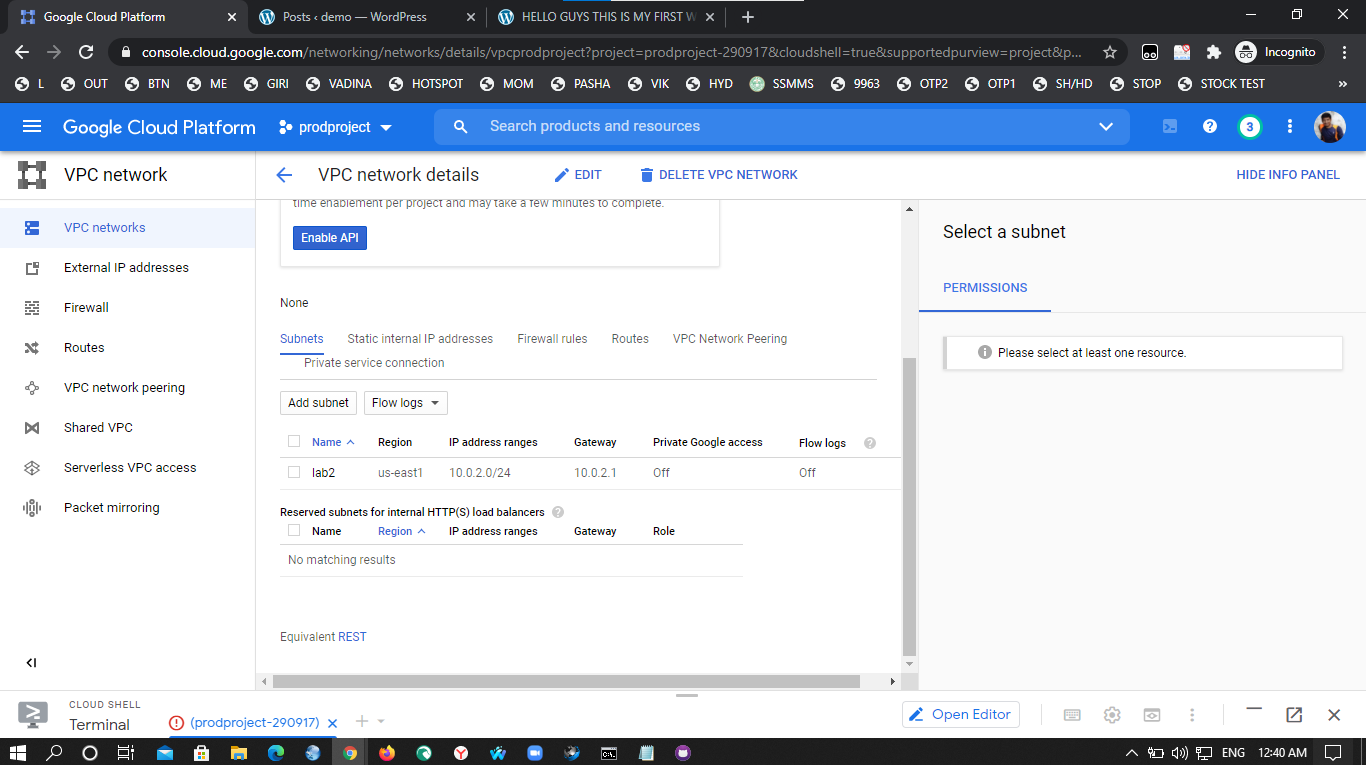 Google Cloud Platform
Posts ‹ demo — WordPress
HELLO GUYS THIS IS MY FIRST W
console.cloud.google.com/networking/networks/details/vpcprodproject?project=prodproject-290917&cloudshell=true&supportedpurview=project&p...
Incognito
L OUT BTN ME GIRI VADINA HOTSPOT MOM PASHA VIK HYD SSMMS 9963 OTP2 OTP1 SH/HD STOP STOCK TEST »
Google Cloud Platform
prodproject
Search products and resources
3
VPC network
VPC network details
EDIT
DELETE VPC NETWORK
HIDE INFO PANEL
VPC networks
External IP addresses
Firewall
Routes
VPC network peering
Shared VPC
Serverless VPC access
Packet mirroring
time enablement per project and may take a few minutes to complete.
Enable API
None
Subnets Static internal IP addresses Firewall rules Routes VPC Network Peering
Private service connection
Add subnet Flow logs
Name Region IP address ranges Gateway Private Google access Flow logs
lab2 us-east1 10.0.2.0/24 10.0.2.1 Off Off
Reserved subnets for internal HTTP(S) load balancers
Name Region IP address ranges Gateway Role
No matching results
Equivalent REST
Select a subnet
PERMISSIONS
Please select at least one resource.
CLOUD SHELL
Terminal
(prodproject-290917)
Open Editor
ENG 12:40 AM